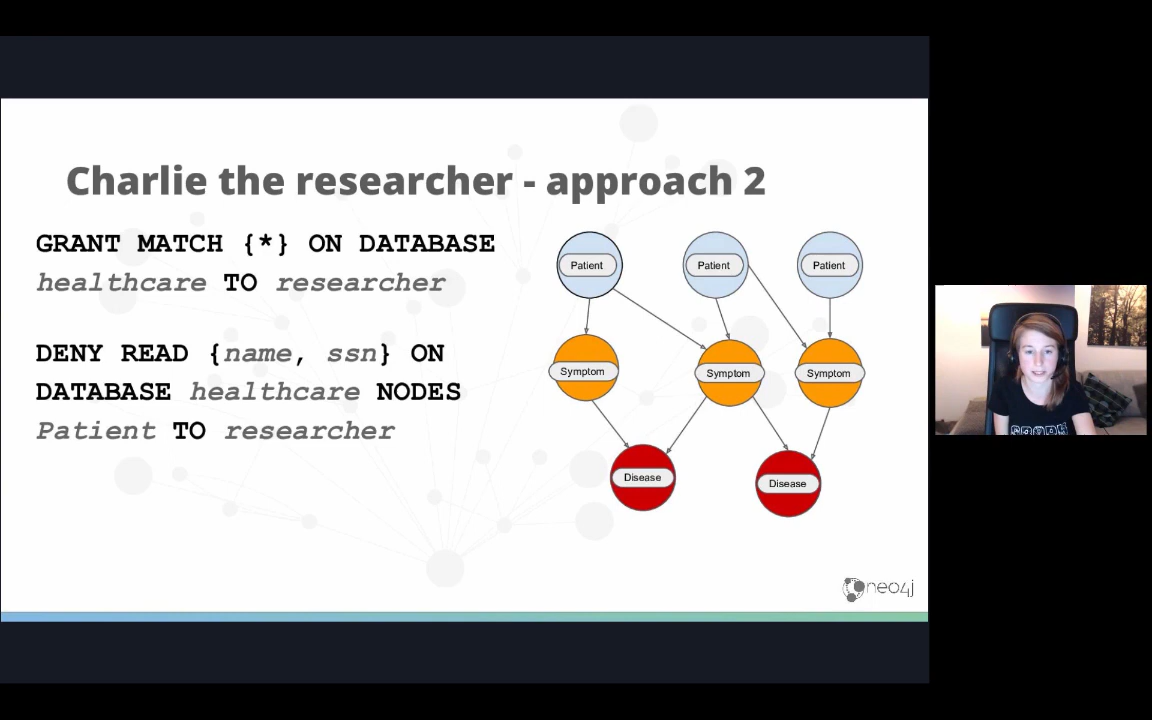 Charlie the researcher - approach 2
GRANT MATCH {*} ON DATABASE
healthcare TO researcher
DENY READ {name, ssn} ON
DATABASE healthcare NODES
Patient TO researcher
Patient
Patient
Patient
Symptom
Symptom
Symptom
Disease
Disease
neo4j